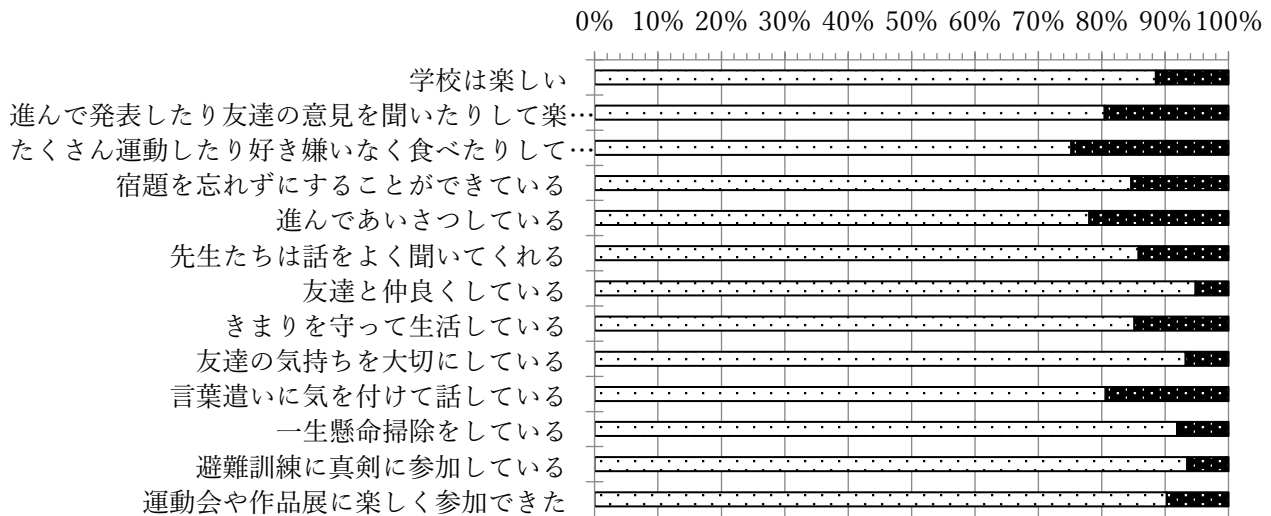 0% 10% 20% 30% 40% 50% 60% 70% 80% 90% 100%
学校は楽しい
進んで発表したり友達の意見を聞いたりして楽…
たくさん運動したり好き嫌いなく食べたりして…
宿題を忘れずにすることができている
進んであいさつしている
先生たちは話をよく聞いてくれる
友達と仲良くしている
きまりを守って生活している
友達の気持ちを大切にしている
言葉遣いに気を付けて話している
一生懸命掃除をしている
避難訓練に真剣に参加している
運動会や作品展に楽しく参加できた